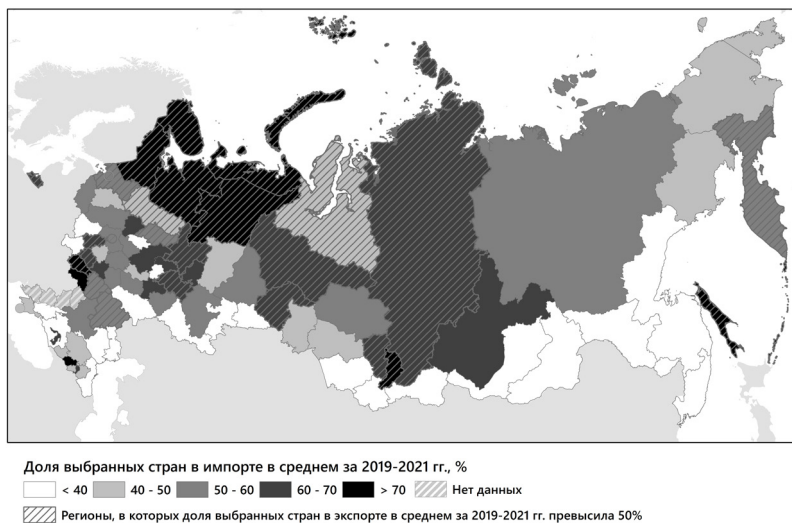 Доля выбранных стран в импорте в среднем за 2019-2021 гг., %
< 40 40 - 50 50 - 60 60 - 70 > 70 Нет данных
Регионы, в которых доля выбранных стран в экспорте в среднем за 2019-2021 гг. превысила 50%